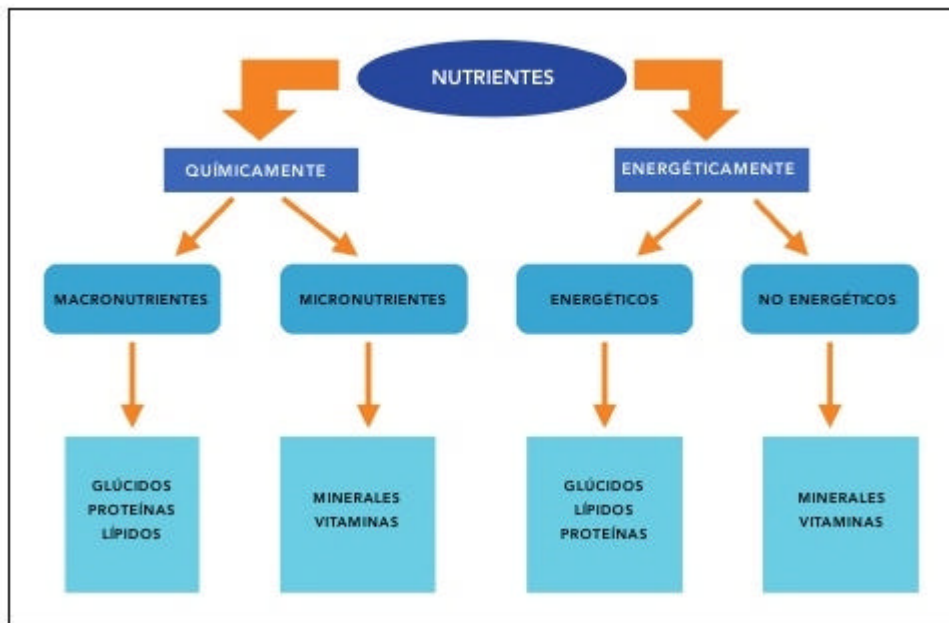 NUTRIENTES
QUÍMICAMENTE
ENERGÉTICAMENTE
MACRONUTRIENTES
MICRONUTRIENTES
ENERGÉTICOS
NO ENERGÉTICOS
GLÚCIDOS
PROTEÍNAS
LÍPIDOS
MINERALES
VITAMINAS
GLÚCIDOS
LÍPIDOS
PROTEÍNAS
MINERALES
VITAMINAS